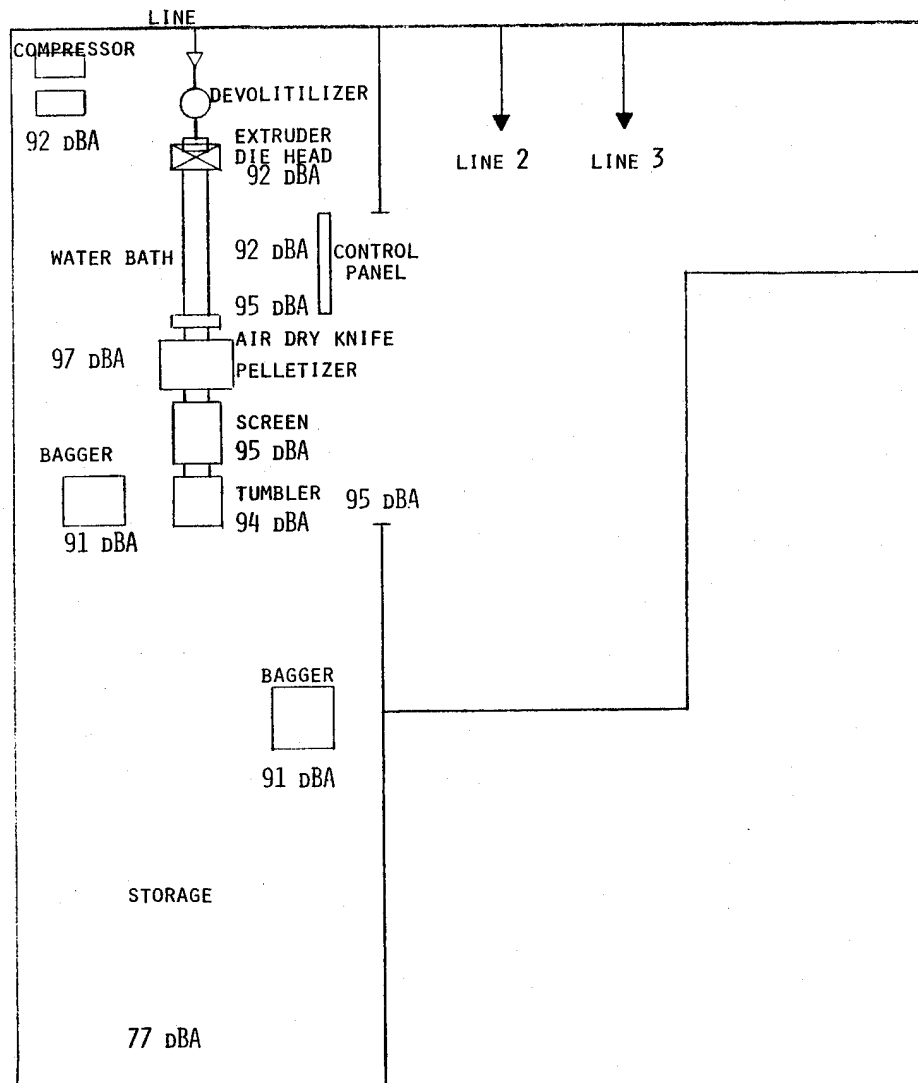 LINE
COMPRESSOR
DEVOLITILIZER
92 DBA
EXTRUDER
DIE HEAD
92 DBA
LINE 2
LINE 3
WATER BATH
92 DBA
CONTROL
PANEL
95 DBA
AIR DRY KNIFE
97 DBA
PELLETIZER
SCREEN
95 DBA
BAGGER
91 DBA
TUMBLER
94 DBA
95 DBA
BAGGER
91 DBA
STORAGE
77 DBA